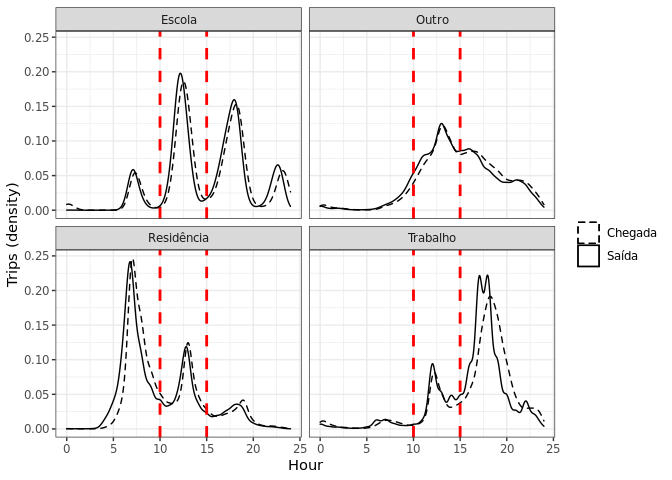 Escola
Outro
0.25
0.20
0.15
0.10
0.05
0.00
Residência
Trabalho
0.25
0.20
0.15
0.10
0.05
0.00
0 5 10 15 20 25
0 5 10 15 20 25
Hour
Trips (density)
Chegada
Saída